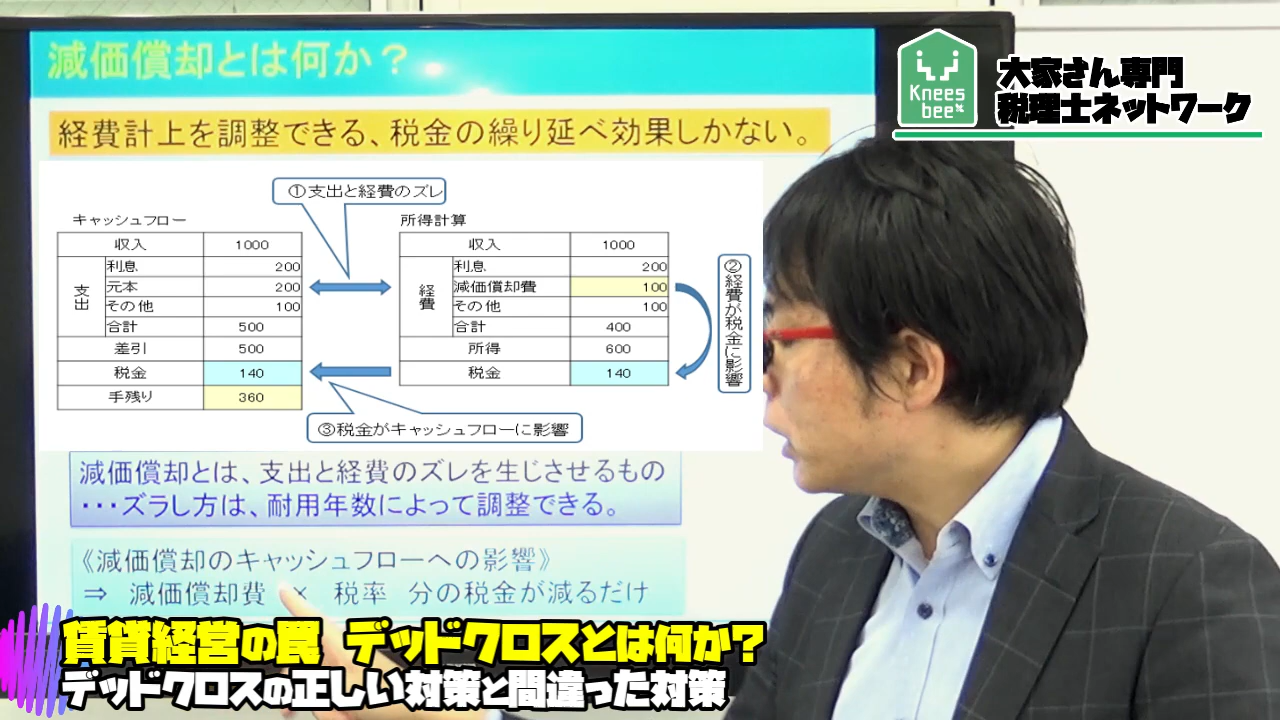 減価償却とは何か?
Knees
bee
大家さん専門
税理士ネットワーク
経費計上を調整できる、税金の繰り延べ効果しかない。
①支出と経費のズレ
キャッシュフロー
収入 1000
支出
利息 200
元本 200
その他 100
合計 500
差引 500
税金 140
手残り 360
所得計算
収入 1000
経費
利息 200
減価償却費 100
その他 100
合計 400
所得 600
税金 140
②経費が税金に影響
③税金がキャッシュフローに影響
減価償却とは、支出と経費のズレを生じさせるもの
・・・ズラし方は、耐用年数によって調整できる。
《減価償却のキャッシュフローへの影響》
⇒ 減価償却費 × 税率 分の税金が減るだけ
賃貸経営の罠 デッドクロスとは何か?
デッドクロスの正しい対策と間違った対策